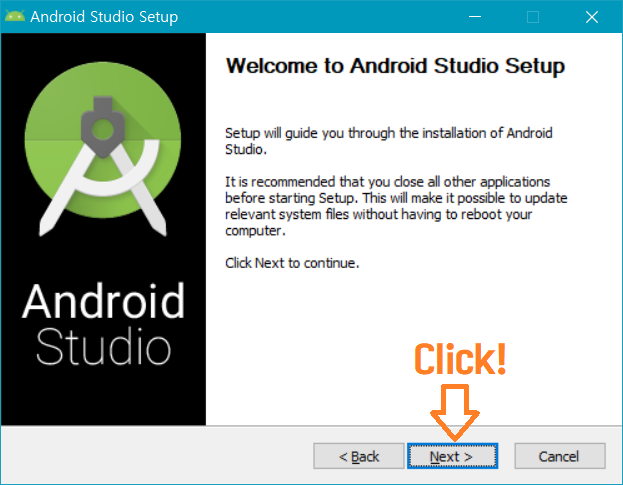 Android Studio Setup
Welcome to Android Studio Setup
Setup will guide you through the installation of Android
Studio.
It is recommended that you close all other applications
before starting Setup. This will make it possible to update
relevant system files without having to reboot your
computer.
Click Next to continue.
Android
Studio
Click!
< Back
Next >
Cancel